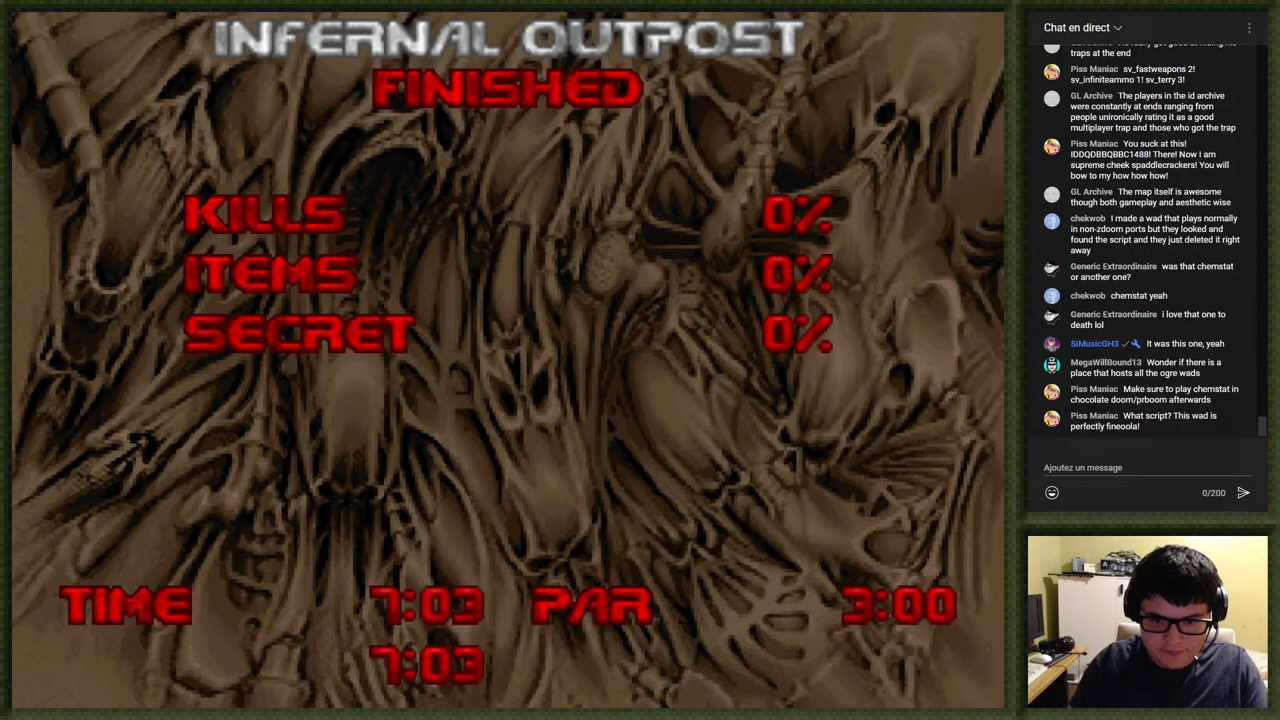 INFERNAL OUTPOST
FINISHED
KILLS 0%
ITEMS 0%
SECRET 0%
TIME 7:03 PAR 3:00
7:03
Chat en direct
traps at the end
Piss Maniac sv_fastweapons 2!
sv_infiniteammo 1! sv_terry 3!
GL Archive The players in the id archive
were constantly at ends ranging from
people unironically rating it as a good
multiplayer trap and those who got the trap
Piss Maniac You suck at this!
IDDQDBBQBBC1488! There! Now I am
supreme cheek spaddlecrackers! You will
bow to my how how how!
GL Archive The map itself is awesome
though both gameplay and aesthetic wise
chekwob I made a wad that plays normally
in non-zdoom ports but they looked and
found the script and they just deleted it right
away
Generic Extraordinaire was that chemstat
or another one?
chekwob chemstat yeah
Generic Extraordinaire i love that one to
death lol
SiMusicGH3 It was this one, yeah
MegaWillBound13 Wonder if there is a
place that hosts all the ogre wads
Piss Maniac Make sure to play chemstat in
chocolate doom/prboom afterwards
Piss Maniac What script? This wad is
perfectly fineoola!
Ajoutez un message
0/200